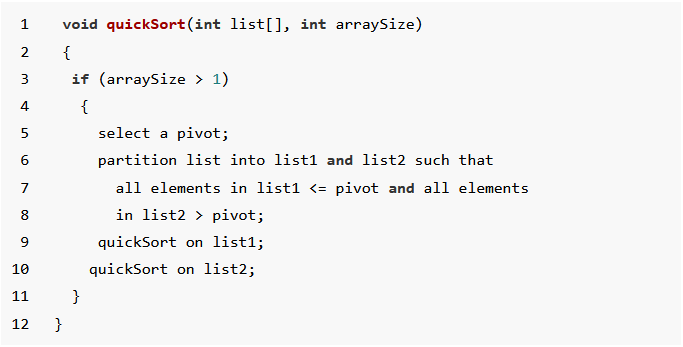 1 void quickSort(int list[], int arraySize)
2 {
3 if (arraySize > 1)
4 {
5 select a pivot;
6 partition list into list1 and list2 such that
7 all elements in list1 <= pivot and all elements
8 in list2 > pivot;
9 quickSort on list1;
10 quickSort on list2;
11 }
12 }